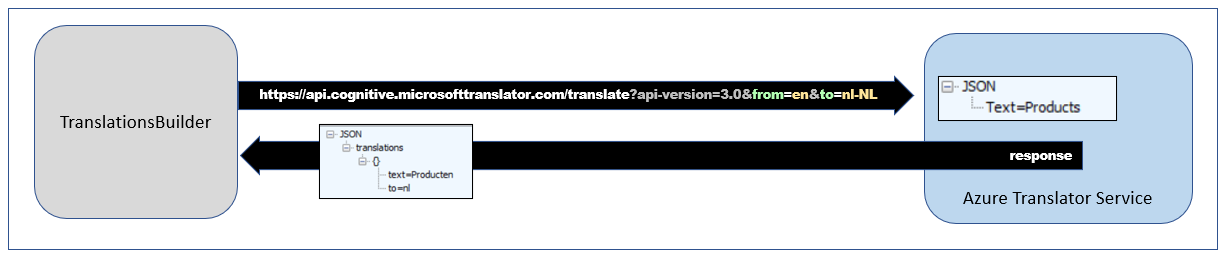 TranslationsBuilder
https://api.cognitive.microsofttranslator.com/translate?api-version=3.0&from=en&to=nl-NL
JSON
Text=Products
JSON
translations
{}
text=Producten
to=nl
response
Azure Translator Service